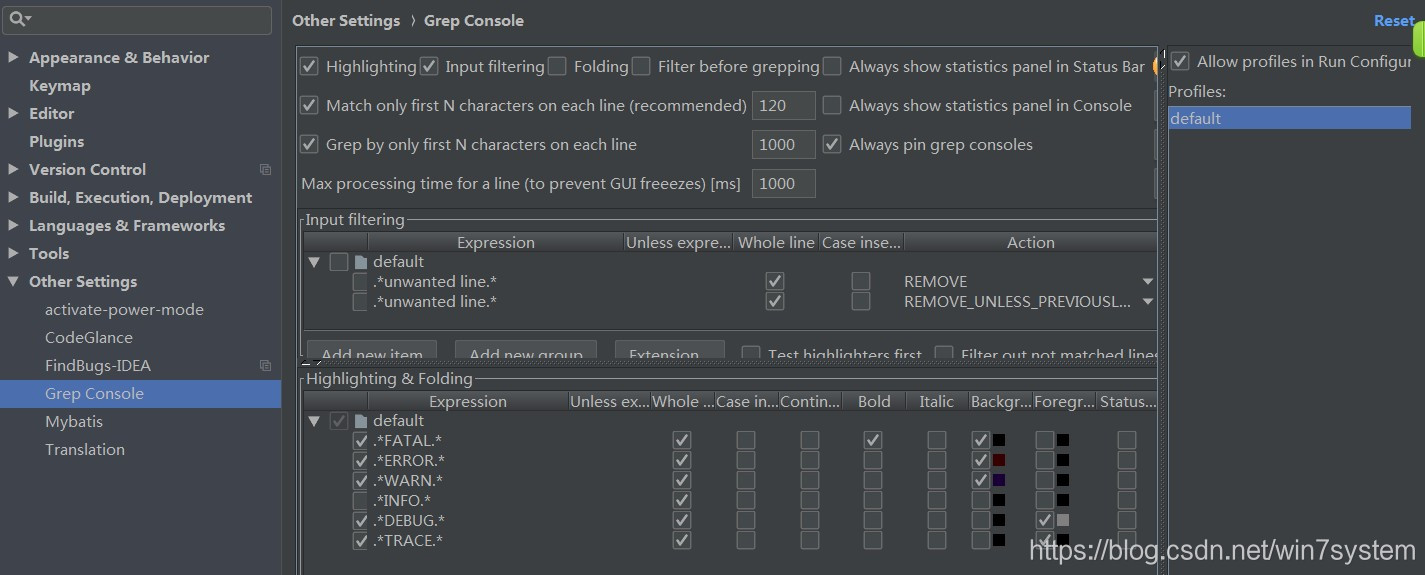 Other Settings › Grep Console
Reset
Appearance & Behavior
Keymap
Editor
Plugins
Version Control
Build, Execution, Deployment
Languages & Frameworks
Tools
Other Settings
activate-power-mode
CodeGlance
FindBugs-IDEA
Grep Console
Mybatis
Translation
Highlighting Input filtering Folding Filter before grepping Always show statistics panel in Status Bar
Match only first N characters on each line (recommended) 120 Always show statistics panel in Console
Grep by only first N characters on each line 1000 Always pin grep consoles
Max processing time for a line (to prevent GUI freeezes) [ms] 1000
Input filtering
Expression Unless expre... Whole line Case inse... Action
default
.*unwanted line.* REMOVE
.*unwanted line.* REMOVE_UNLESS_PREVIOUSL...
Add new item Add new group Extension Test highlighters first Filter out not matched lines
Highlighting & Folding
Expression Unless ex... Whole ... Case in... Contin... Bold Italic Backgr... Foregr... Status...
default
.*FATAL.*
.*ERROR.*
.*WARN.*
.*INFO.*
.*DEBUG.*
.*TRACE.*
Allow profiles in Run Configur
Profiles:
default
https://blog.csdn.net/win7system